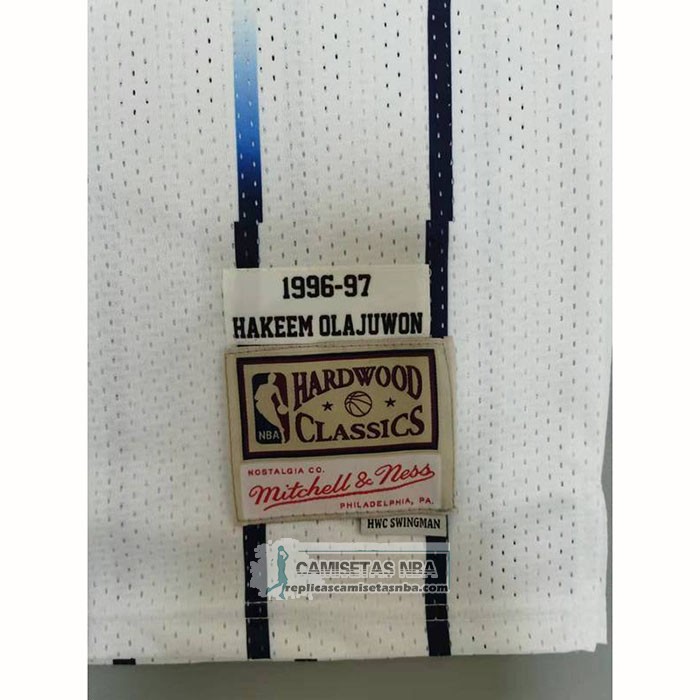 1996-97
HAKEEM OLAJUWON
HARDWOOD
CLASSICS
NBA
NOSTALGIA CO.
Mitchell & Ness
PHILADELPHIA, PA.
HWC SWINGMAN
CAMISETAS NBA
replicascamisetasnba.com